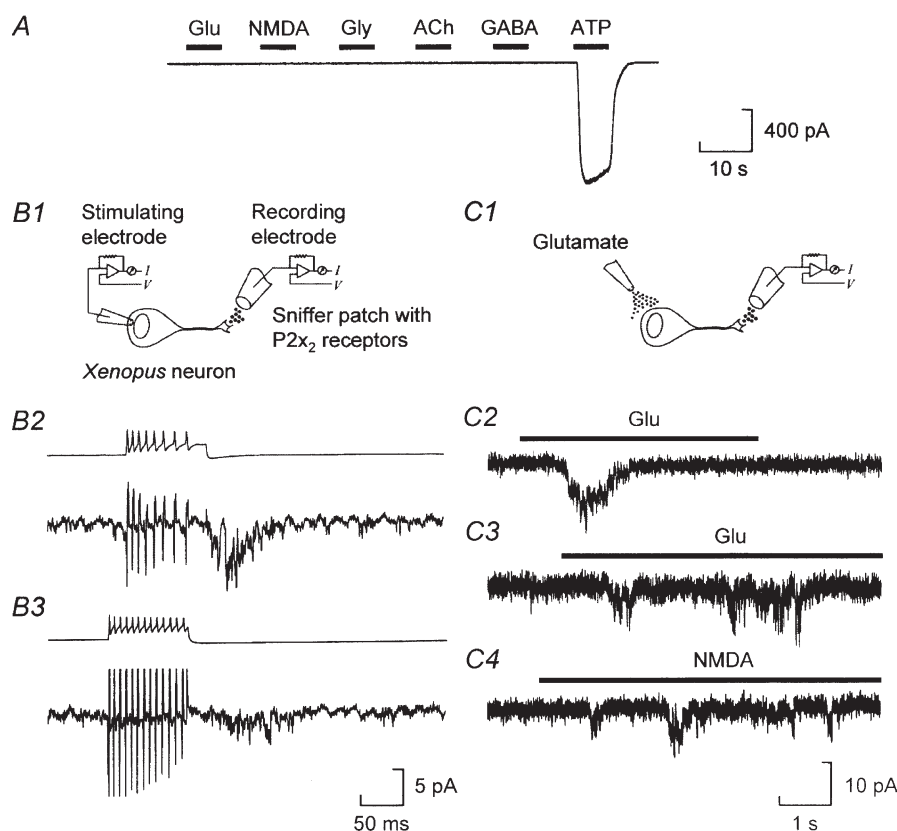 A
Glu NMDA Gly ACh GABA ATP
400 pA
10 s
B1
Stimulating
electrode
Recording
electrode
I
V
I
V
Sniffer patch with
P2x₂ receptors
Xenopus neuron
C1
Glutamate
I
V
B2
B3
5 pA
50 ms
C2
Glu
C3
Glu
C4
NMDA
10 pA
1 s